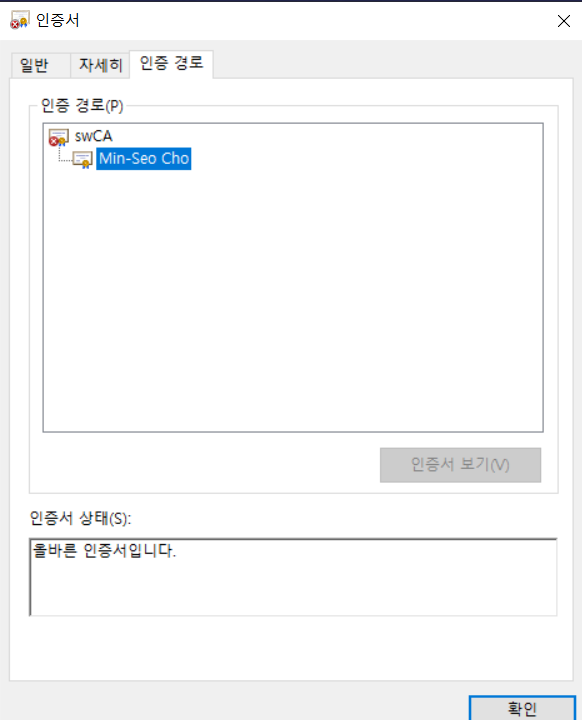 인증서
일반
자세히
인증 경로
인증 경로(P)
swCA
Min-Seo Cho
인증서 보기(V)
인증서 상태(S):
올바른 인증서입니다.
확인